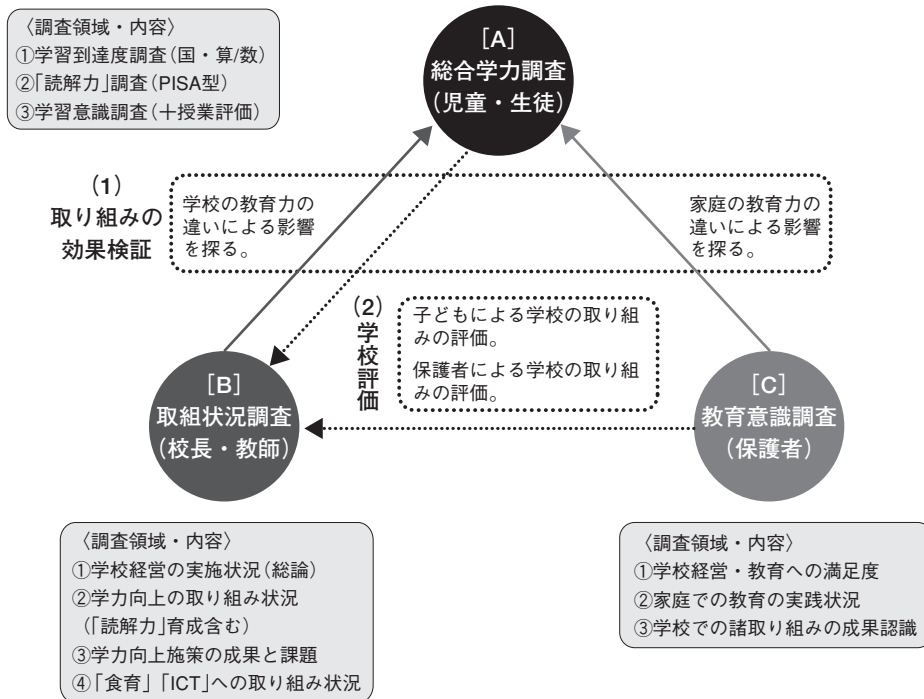 〈調査領域・内容〉
①学習到達度調査(国・算/数)
②「読解力」調査(PISA型)
③学習意識調査(十授業評価)
[A]
総合学力調査
(児童・生徒)
(1)
取り組みの
効果検証
学校の教育力の
違いによる影響
を探る。
家庭の教育力の
違いによる影響
を探る。
(2)学校評価
子どもによる学校の取り組
みの評価。
保護者による学校の取り組
みの評価。
[B]
取組状況調査
(校長・教師)
[C]
教育意識調査
(保護者)
〈調査領域・内容〉
①学校経営の実施状況(総論)
②学力向上の取り組み状況
(「読解力」育成含む)
③学力向上施策の成果と課題
④「食育」「ICT」への取り組み状況
〈調査領域・内容〉
①学校経営・教育への満足度
②家庭での教育の実践状況
③学校での諸取り組みの成果認識